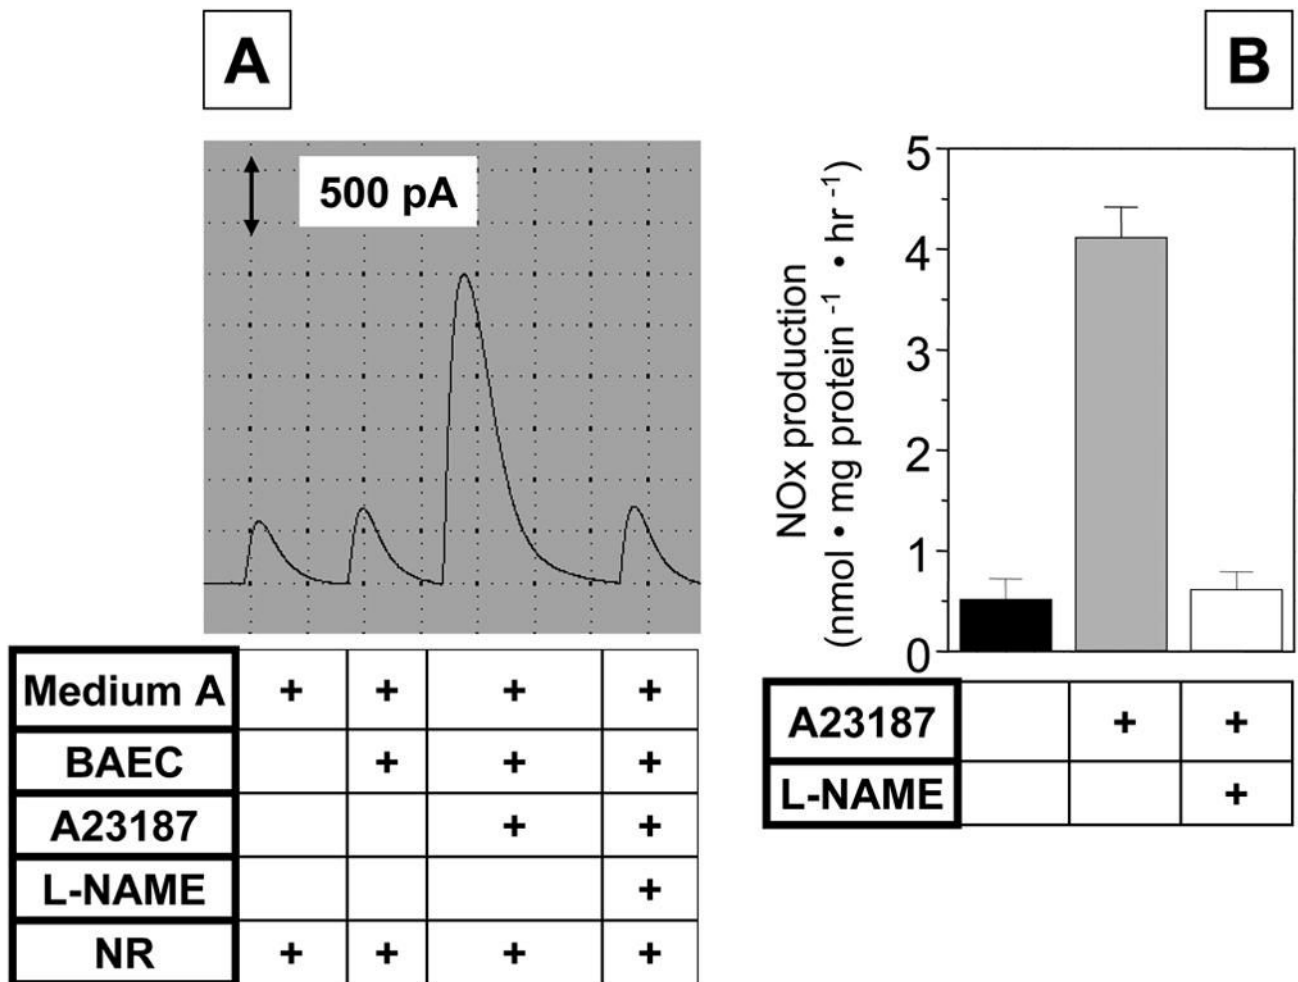 A
500 pA
Medium A + + + +
BAEC + + +
A23187 + +
L-NAME +
NR + + + +
B
NOx production
(nmol • mg protein ⁻¹ • hr ⁻¹)
5
4
3
2
1
0
A23187 + +
L-NAME +